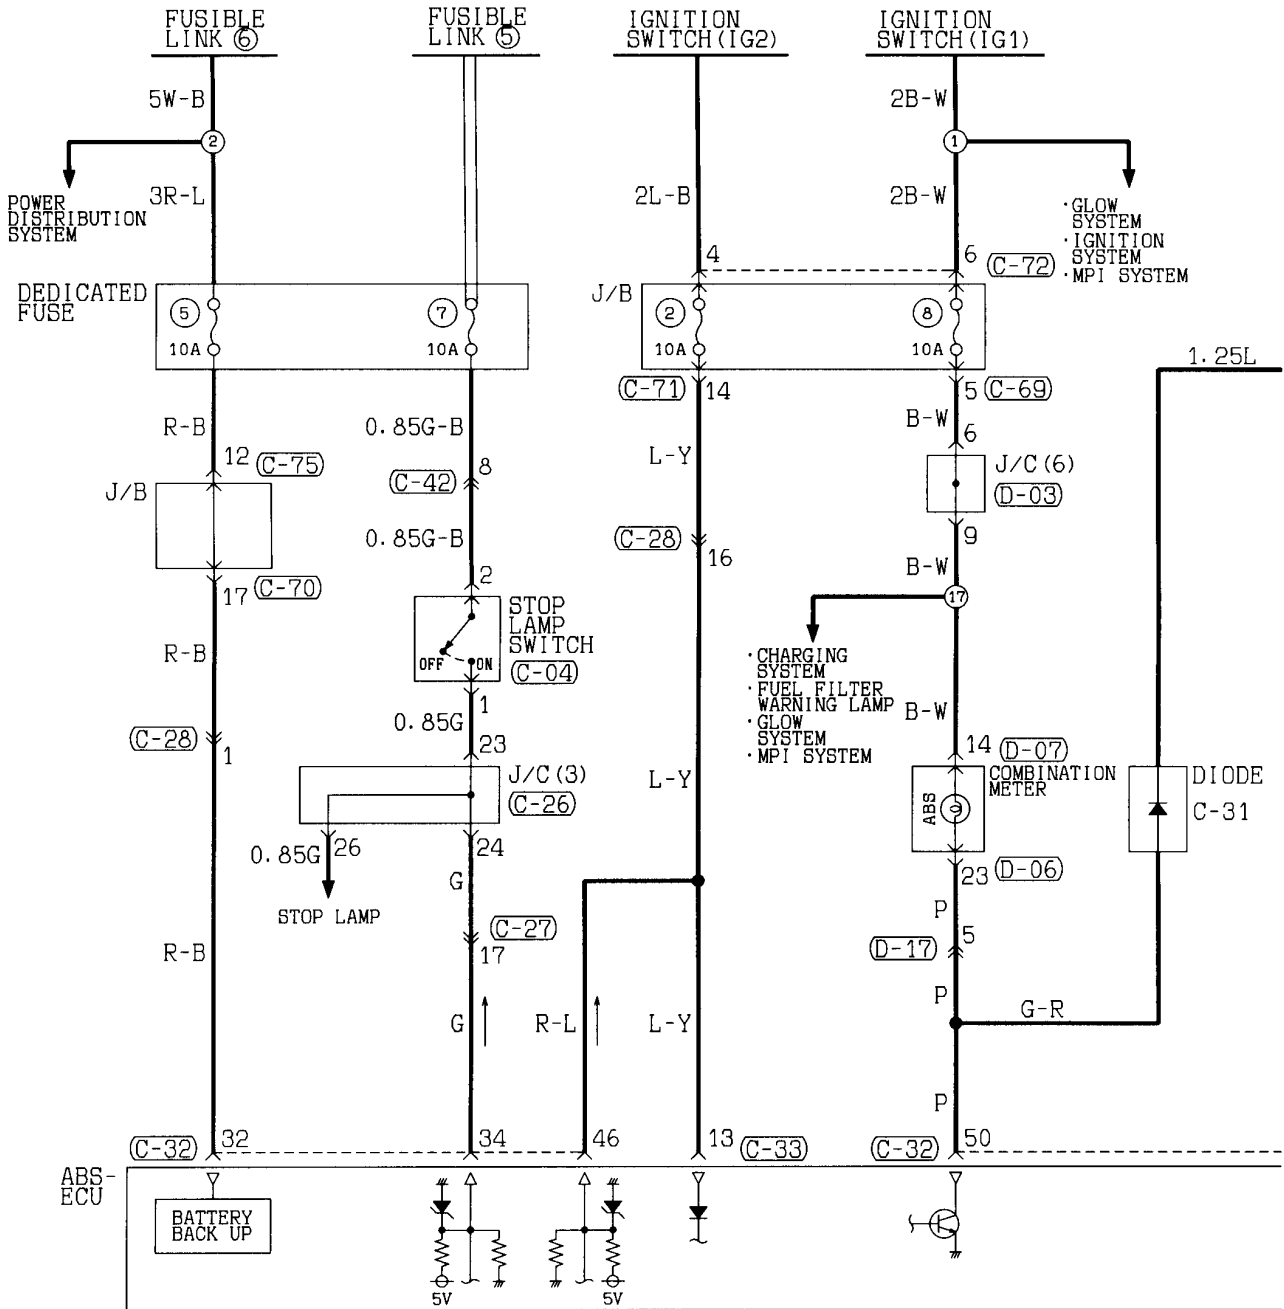 FUSIBLE
LINK ⑥
FUSIBLE
LINK ⑤
IGNITION
SWITCH(IG2)
IGNITION
SWITCH(IG1)
5W-B
2B-W
2
1
POWER
DISTRIBUTION
SYSTEM
3R-L
2L-B
2B-W
·GLOW
SYSTEM
·IGNITION
SYSTEM
·MPI SYSTEM
4
6
C-72
DEDICATED
FUSE
J/B
5
10A
7
10A
2
10A
8
10A
1.25L
C-71
14
5
C-69
R-B
0.85G-B
L-Y
B-W
6
12
C-75
8
C-42
J/C(6)
D-03
J/B
0.85G-B
C-28
16
9
B-W
17
C-70
2
17
STOP
LAMP
SWITCH
OFF
ON
C-04
R-B
·CHARGING
SYSTEM
·FUEL FILTER
WARNING LAMP
·GLOW
SYSTEM
·MPI SYSTEM
B-W
1
0.85G
C-28
1
23
14
D-07
J/C(3)
C-26
L-Y
COMBINATION
METER
ABS
DIODE
C-31
0.85G
26
24
STOP LAMP
G
23
D-06
P
C-27
17
5
D-17
R-B
G
R-L
L-Y
P
G-R
P
C-32
32
34
46
13
C-33
C-32
50
ABS-
ECU
BATTERY
BACK UP
5V
5V